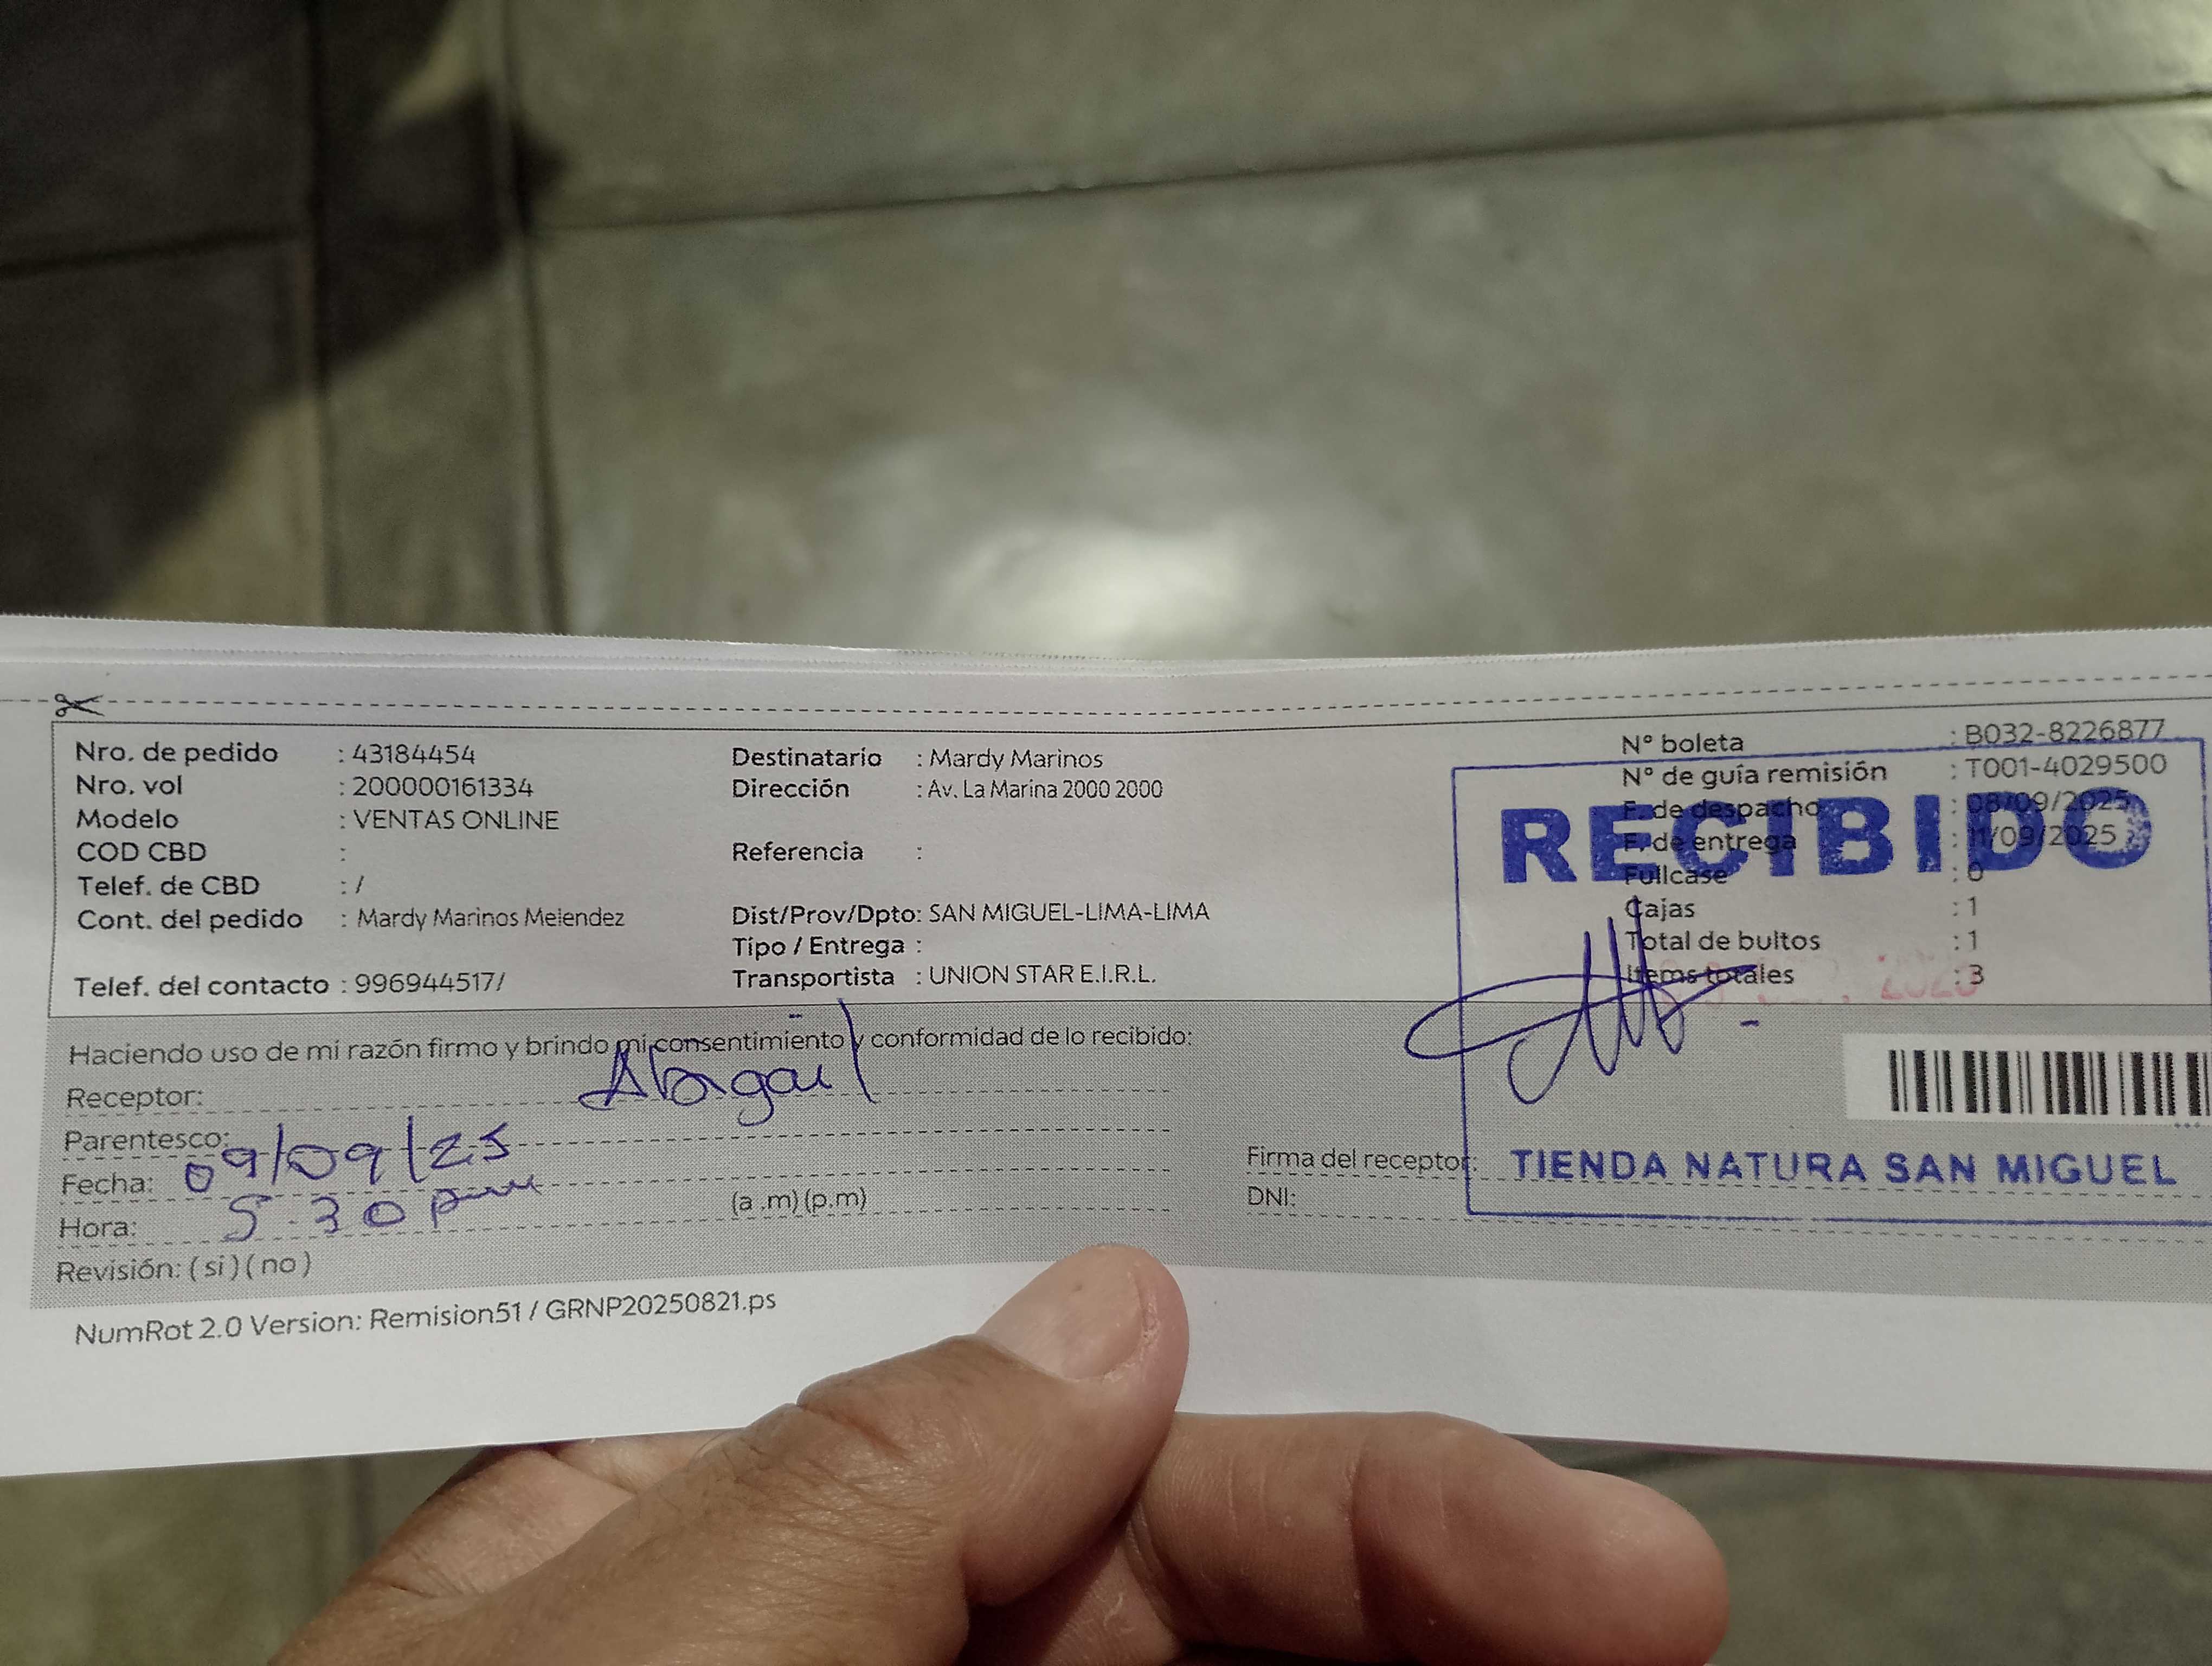 Nro. de pedido : 43184454
Nro. vol : 200000161334
Modelo : VENTAS ONLINE
COD CBD :
Telef. de CBD : /
Cont. del pedido : Mardy Marinos Melendez
Telef. del contacto : 996944517/
Destinatario : Mardy Marinos
Dirección : Av. La Marina 2000 2000
Referencia :
Dist/Prov/Dpto: SAN MIGUEL-LIMA-LIMA
Tipo / Entrega :
Transportista : UNION STAR E.I.R.L.
N° boleta : B032-8226877
N° de guía remisión : T001-4029500
F. de despacho : 08/09/2025
F. de entrega : 11/09/2025
Fullcase : 0
Cajas : 1
Total de bultos : 1
Items totales : 3
RECIBIDO
2025
Haciendo uso de mi razón firmo y brindo mi consentimiento y conformidad de lo recibido:
Receptor: Abigail
Parentesco:
Fecha: 09/09/25
Hora: 5:30 pm (a .m) (p.m)
Revisión: ( si ) ( no )
Firma del receptor:
DNI:
TIENDA NATURA SAN MIGUEL
NumRot 2.0 Version: Remision51 / GRNP20250821.ps